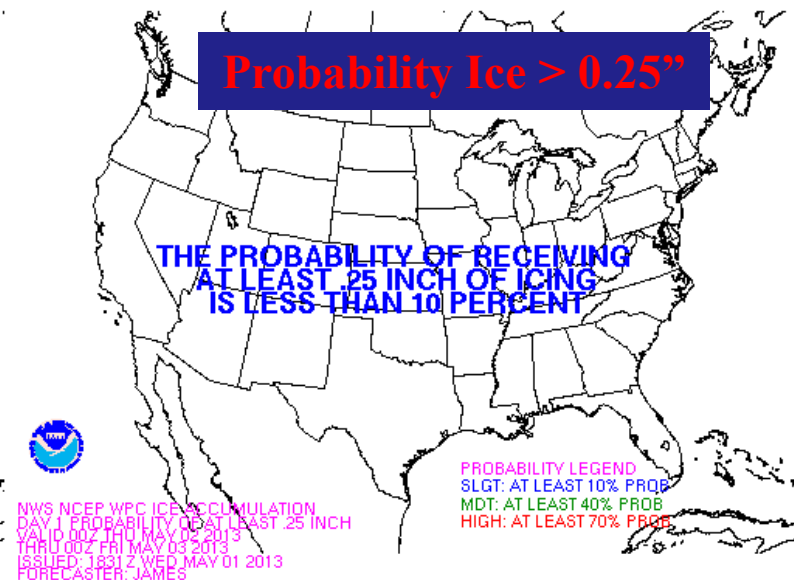 Probability Ice > 0.25”
THE PROBABILITY OF RECEIVING
AT LEAST .25 INCH OF ICING
IS LESS THAN 10 PERCENT
noaa
PROBABILITY LEGEND
SLGT: AT LEAST 10% PROB
MDT: AT LEAST 40% PROB
HIGH: AT LEAST 70% PROB
NWS NCEP WPC ICE ACCUMULATION
DAY 1 PROBABILITY OF AT LEAST .25 INCH
VALID 00Z THU MAY 02 2013
THRU 00Z FRI MAY 03 2013
ISSUED: 1831Z WED MAY 01 2013
FORECASTER: JAMES